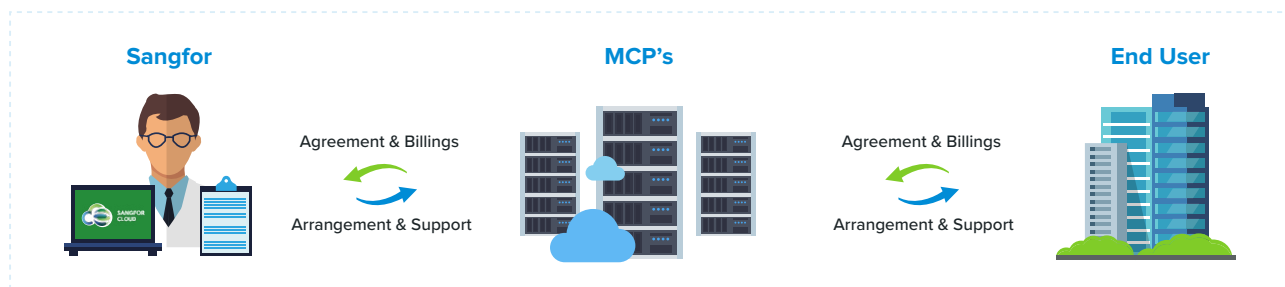 Sangfor
MCP's
End User
Agreement & Billings
Arrangement & Support
SANGFOR
CLOUD
Agreement & Billings
Arrangement & Support